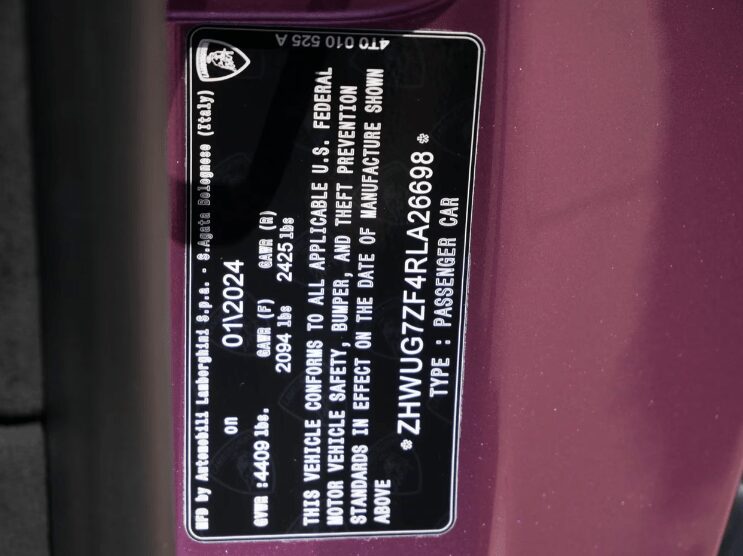 MFD by Automobili Lamborghini S.p.a. - S.Agata Bolognese (Italy)
on 01\2024
GVWR :4409 lbs. GAWR (F) GAWR (R)
2094 lbs 2425 lbs
THIS VEHICLE CONFORMS TO ALL APPLICABLE U.S. FEDERAL
MOTOR VEHICLE SAFETY, BUMPER, AND THEFT PREVENTION
STANDARDS IN EFFECT ON THE DATE OF MANUFACTURE SHOWN
ABOVE
*ZHWUG7ZF4RLA26698*
TYPE : PASSENGER CAR
4T0 010 525 A